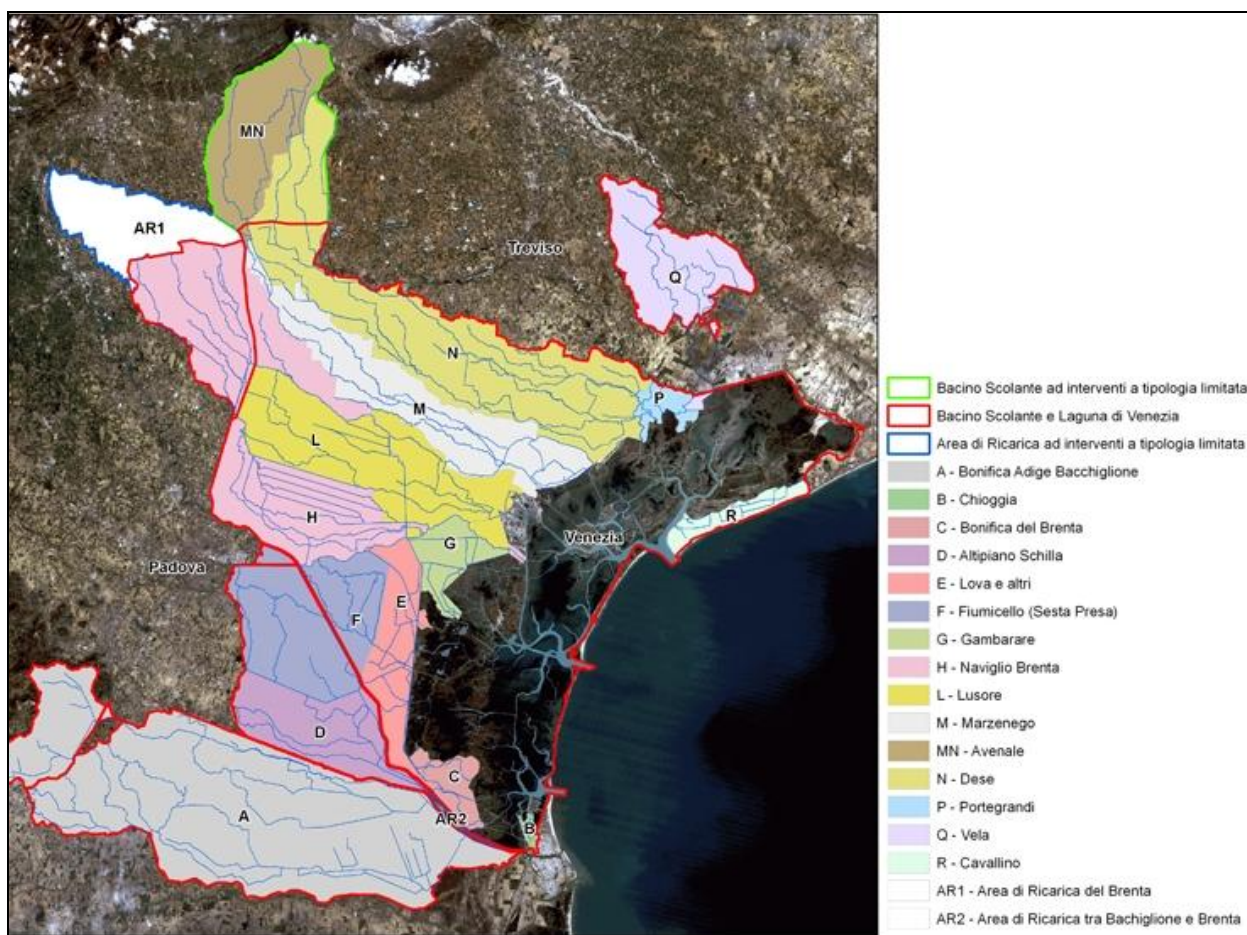 MN
AR1
Treviso
Q
N
P
M
L
R
H
Venezia
G
Padova
E
F
D
C
A
AR2
B
Bacino Scolante ad interventi a tipologia limitata
Bacino Scolante e Laguna di Venezia
Area di Ricarica ad interventi a tipologia limitata
A - Bonifica Adige Bacchiglione
B - Chioggia
C - Bonifica del Brenta
D - Altipiano Schilla
E - Lova e altri
F - Fiumicello (Sesta Presa)
G - Gambarare
H - Naviglio Brenta
L - Lusore
M - Marzenego
MN - Avenale
N - Dese
P - Portegrandi
Q - Vela
R - Cavallino
AR1 - Area di Ricarica del Brenta
AR2 - Area di Ricarica tra Bachiglione e Brenta